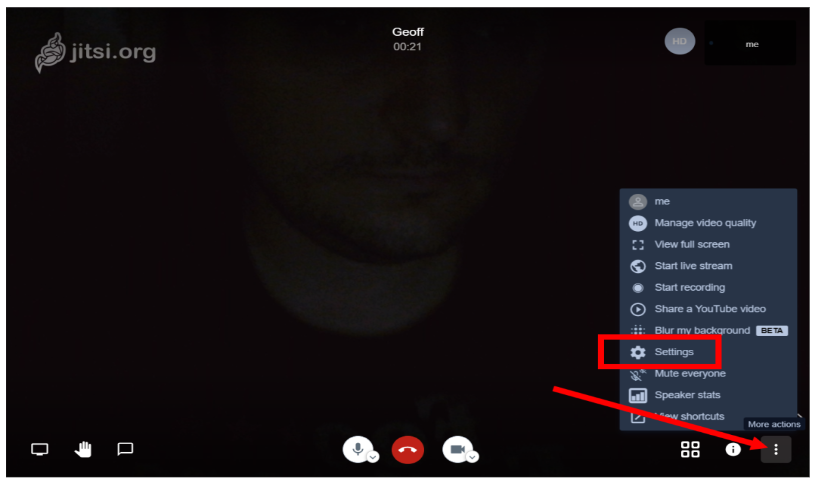 jitsi.org
Geoff
00:21
HD
me
me
HD Manage video quality
View full screen
Start live stream
Start recording
Share a YouTube video
Blur my background BETA
Settings
Mute everyone
Speaker stats
View shortcuts
More actions